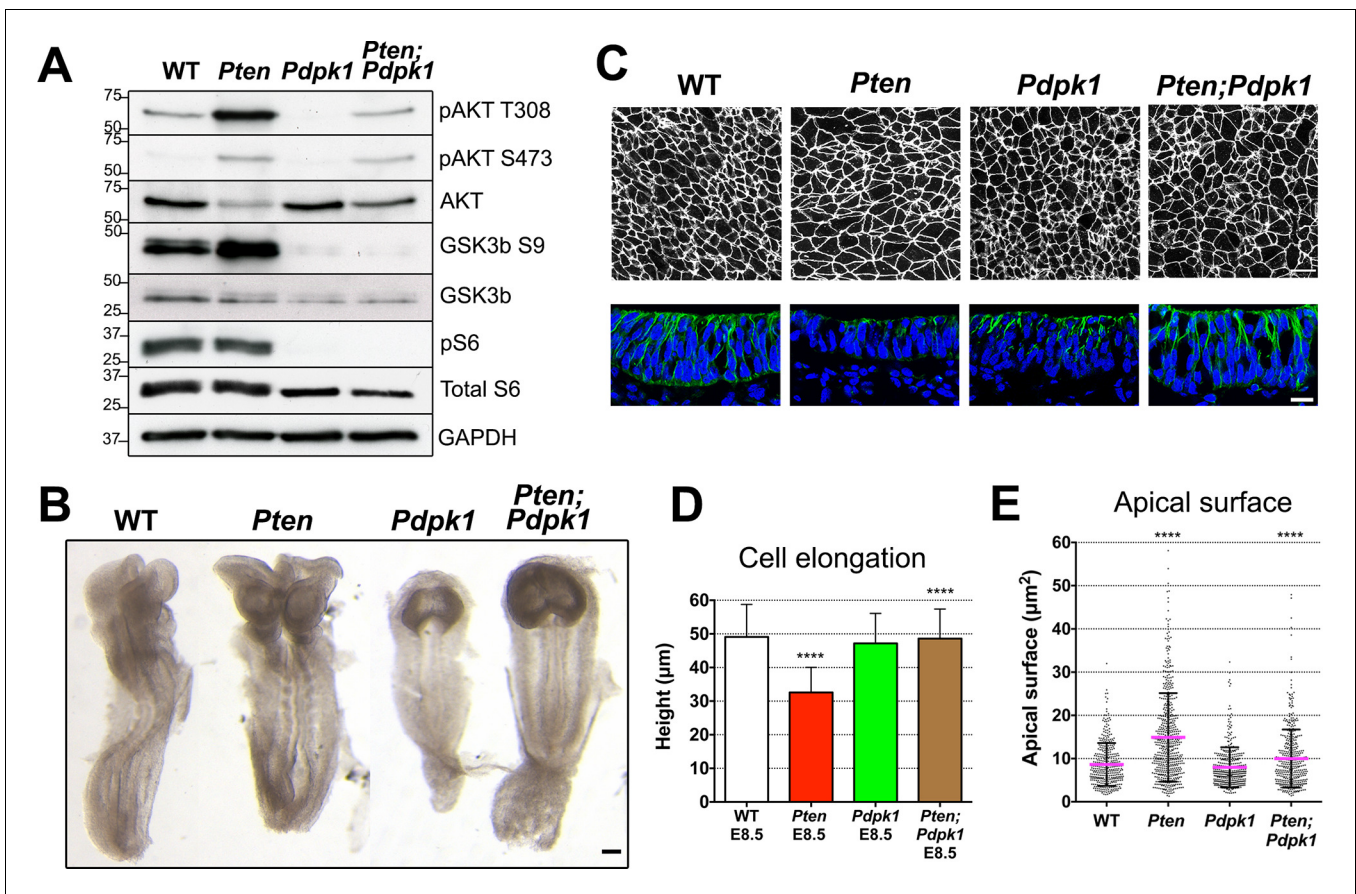 A
WT Pten Pdpk1 Pten; Pdpk1
75
50
pAKT T308
75
50
pAKT S473
75
50
AKT
50
GSK3b S9
50
25
GSK3b
37
25
pS6
37
25
Total S6
37
GAPDH
B
WT Pten Pdpk1 Pten; Pdpk1
C
WT Pten Pdpk1 Pten;Pdpk1
D
Cell elongation
****
****
Height (µm)
60
50
40
30
20
10
0
WT E8.5
Pten E8.5
Pdpk1 E8.5
Pten; Pdpk1 E8.5
E
Apical surface
****
****
Apical surface (µm²)
60
50
40
30
20
10
0
WT
Pten
Pdpk1
Pten; Pdpk1